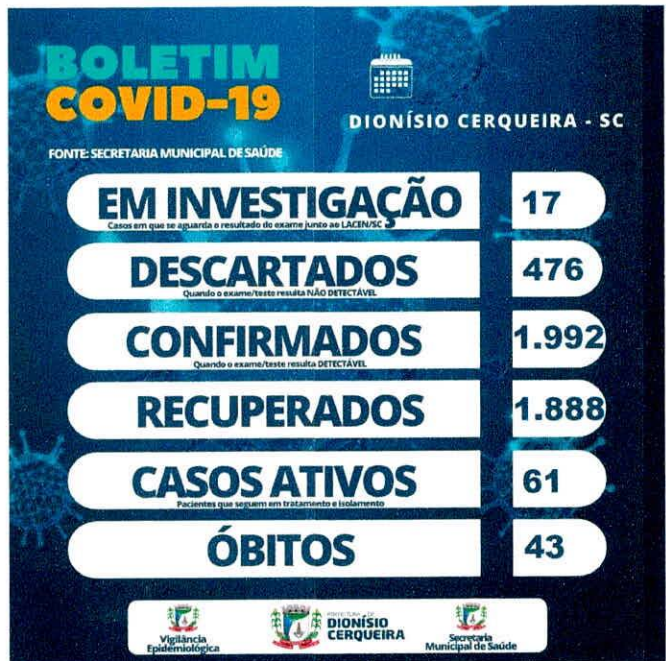 BOLETIM
COVID-19
DIONÍSIO CERQUEIRA - SC
FONTE: SECRETARIA MUNICIPAL DE SAÚDE
EM INVESTIGAÇÃO 17
Casos em que se aguarda o resultado do exame junto ao LACEN/SC
DESCARTADOS 476
Quando o exame/teste resulta NÃO DETECTÁVEL
CONFIRMADOS 1.992
Quando o exame/teste resulta DETECTÁVEL
RECUPERADOS 1.888
CASOS ATIVOS 61
Pacientes que seguem em tratamento e isolamento
ÓBITOS 43
Vigilância
Epidemiológica
PREFEITURA DE
DIONÍSIO
CERQUEIRA
Secretaria
Municipal de Saúde